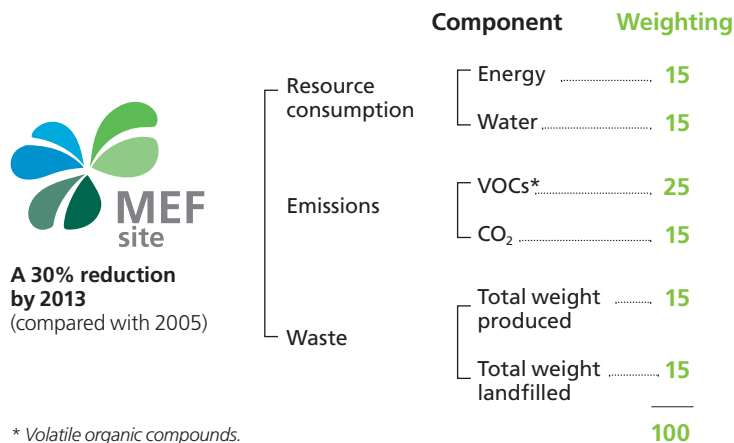 Component Weighting
Resource
consumption
Energy 15
Water 15
MEF
site
A 30% reduction
by 2013
(compared with 2005)
Emissions
VOCs* 25
CO₂ 15
Waste
Total weight
produced 15
Total weight
landfilled 15
* Volatile organic compounds.
100